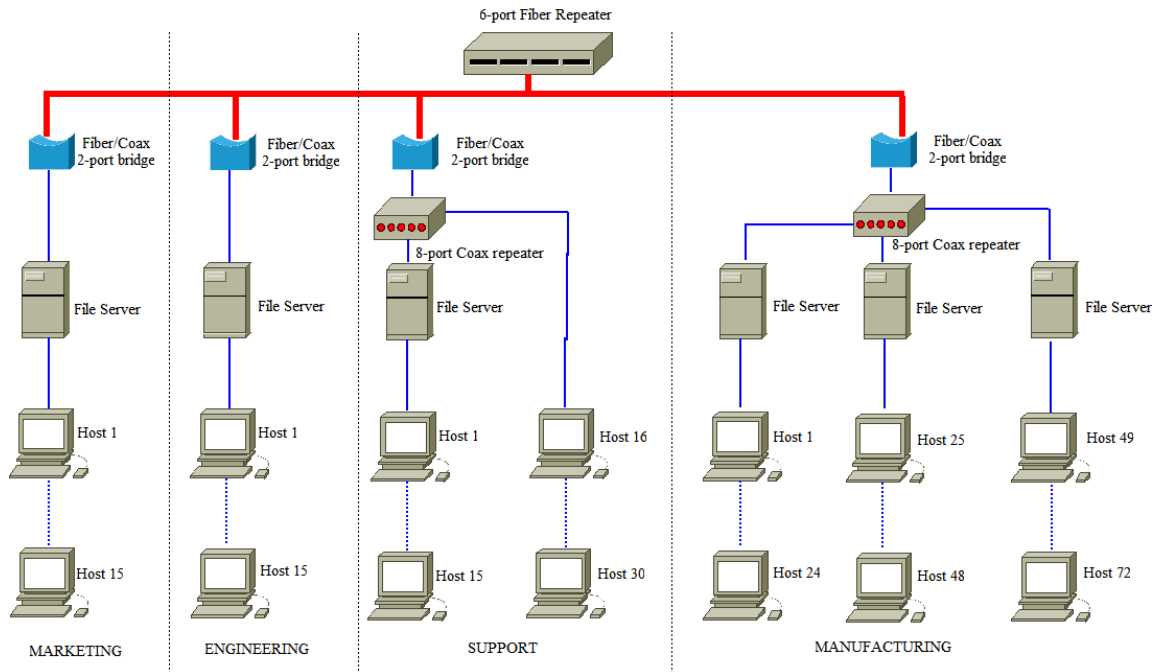 6-port Fiber Repeater
Fiber/Coax
2-port bridge
Fiber/Coax
2-port bridge
Fiber/Coax
2-port bridge
Fiber/Coax
2-port bridge
8-port Coax repeater
8-port Coax repeater
File Server
File Server
File Server
File Server
File Server
File Server
Host 1
Host 1
Host 1
Host 16
Host 1
Host 25
Host 49
Host 15
Host 15
Host 15
Host 30
Host 24
Host 48
Host 72
MARKETING
ENGINEERING
SUPPORT
MANUFACTURING